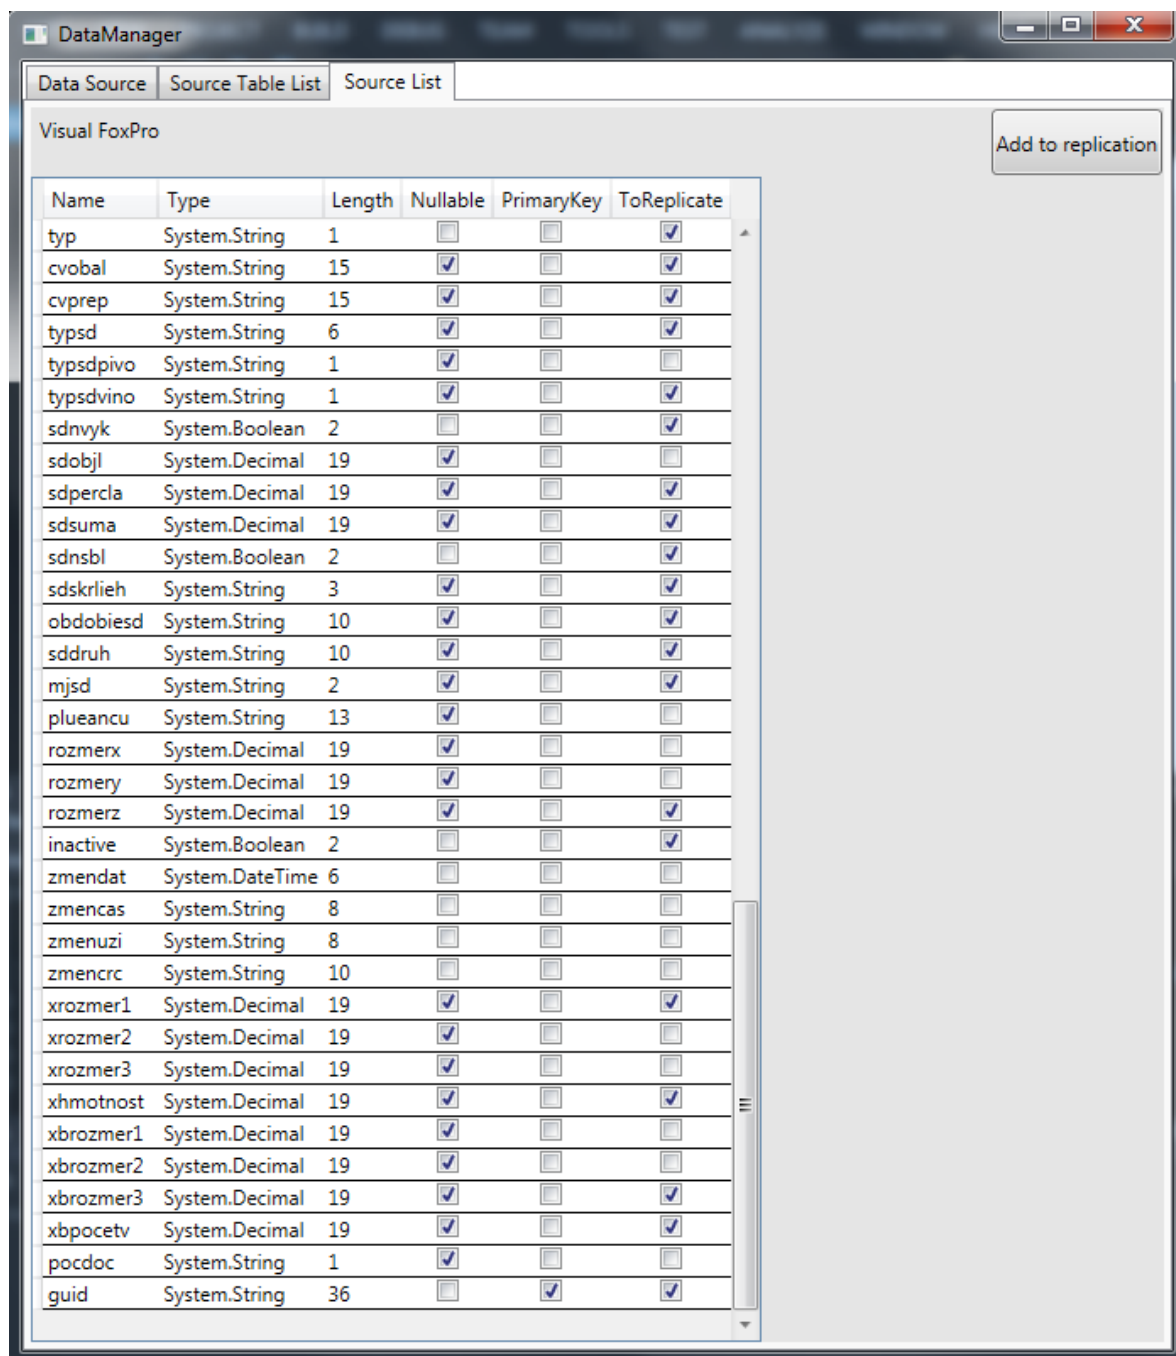 DataManager
Data Source Source Table List Source List
Visual FoxPro
Add to replication
Name Type Length Nullable PrimaryKey ToReplicate
typ System.String 1
cvobal System.String 15
cvprep System.String 15
typsd System.String 6
typsdpivo System.String 1
typsdvino System.String 1
sdnvyk System.Boolean 2
sdobjl System.Decimal 19
sdpercla System.Decimal 19
sdsuma System.Decimal 19
sdnsbl System.Boolean 2
sdskrlieh System.String 3
obdobiesd System.String 10
sddruh System.String 10
mjsd System.String 2
plueancu System.String 13
rozmerx System.Decimal 19
rozmery System.Decimal 19
rozmerz System.Decimal 19
inactive System.Boolean 2
zmendat System.DateTime 6
zmencas System.String 8
zmenuzi System.String 8
zmencrc System.String 10
xrozmer1 System.Decimal 19
xrozmer2 System.Decimal 19
xrozmer3 System.Decimal 19
xhmotnost System.Decimal 19
xbrozmer1 System.Decimal 19
xbrozmer2 System.Decimal 19
xbrozmer3 System.Decimal 19
xbpocetv System.Decimal 19
pocdoc System.String 1
guid System.String 36